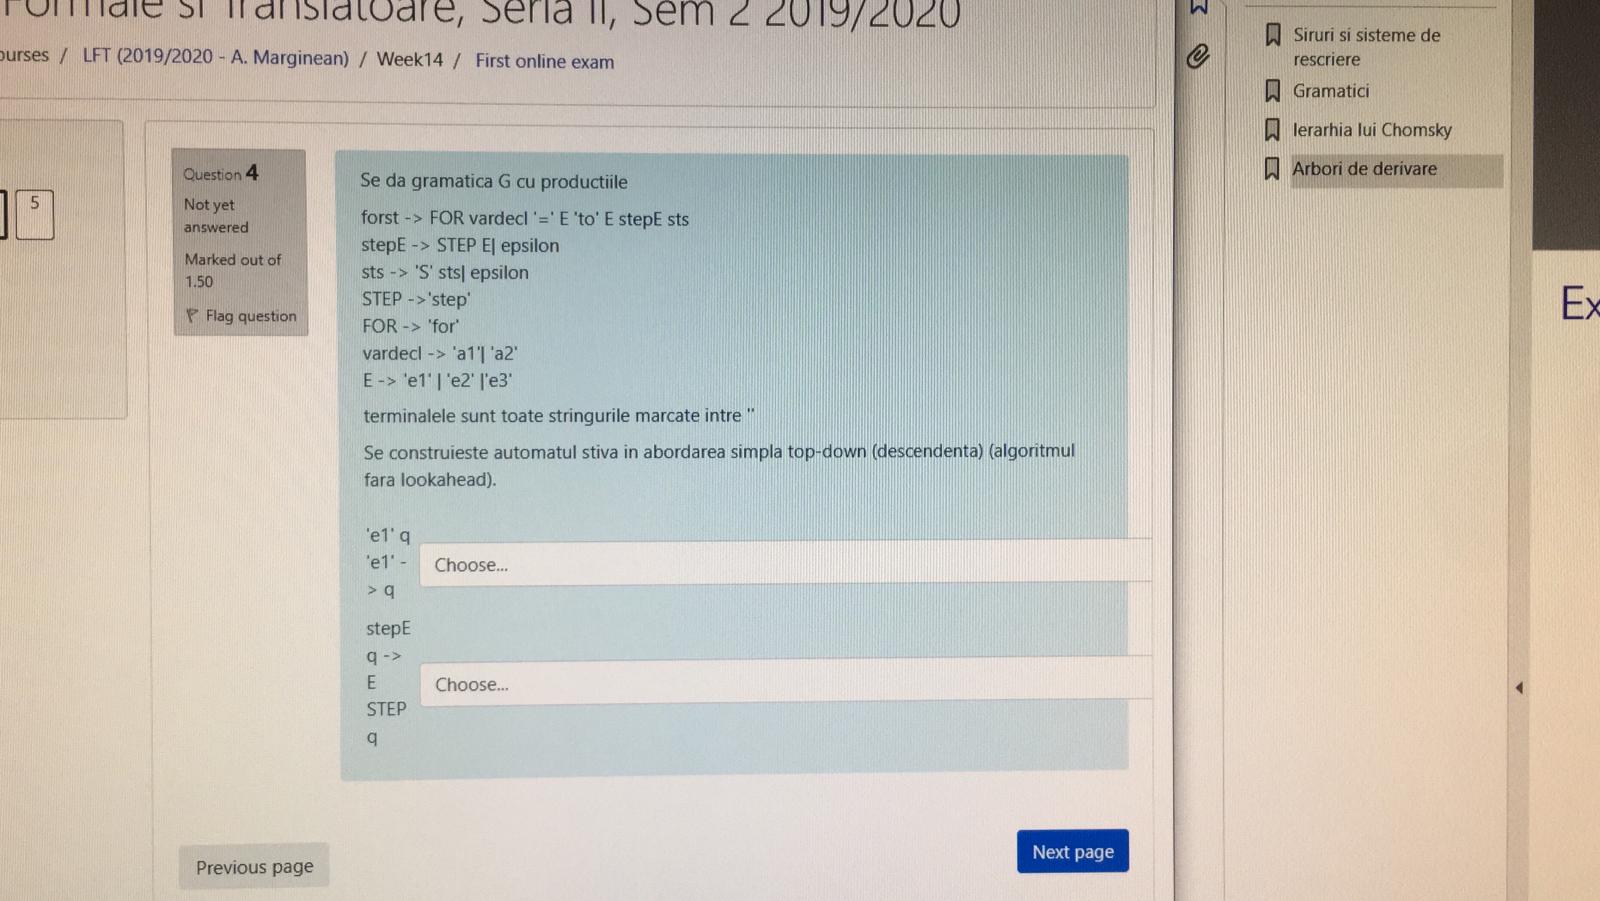 Formale si Translatoare, Seria II, Sem 2 2019/2020
ourses / LFT (2019/2020 - A. Marginean) / Week14 / First online exam
5
Question 4
Not yet
answered
Marked out of
1.50
Flag question
Se da gramatica G cu productiile
forst -> FOR vardecl '=' E 'to' E stepE sts
stepE -> STEP E| epsilon
sts -> 'S' sts| epsilon
STEP ->'step'
FOR -> 'for'
vardecl -> 'a1'| 'a2'
E -> 'e1' | 'e2' |'e3'
terminalele sunt toate stringurile marcate intre ''
Se construieste automatul stiva in abordarea simpla top-down (descendenta) (algoritmul
fara lookahead).
'e1' q
'e1' -
> q
Choose...
stepE
q ->
E
STEP
q
Choose...
Previous page
Next page
Siruri si sisteme de
rescriere
Gramatici
Ierarhia lui Chomsky
Arbori de derivare
Ex